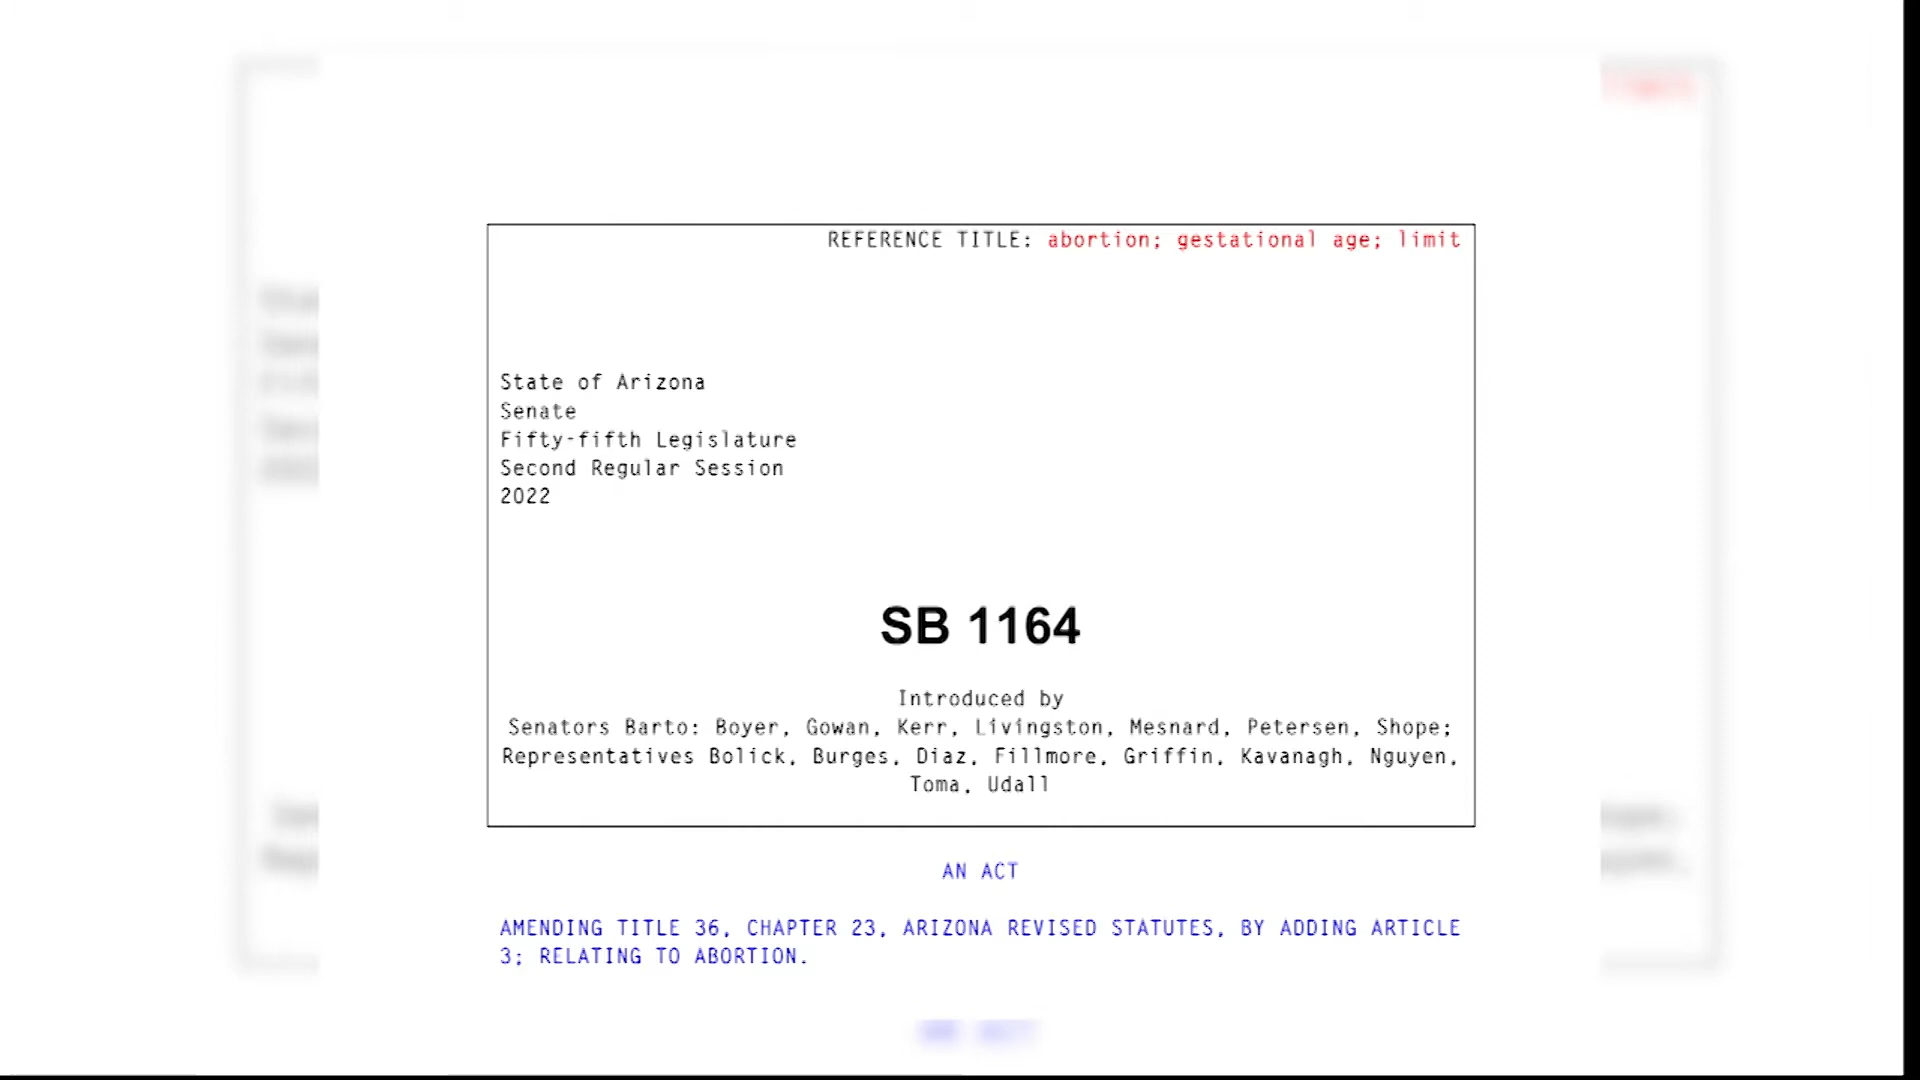 REFERENCE TITLE: abortion; gestational age; limit
State of Arizona
Senate
Fifty-fifth Legislature
Second Regular Session
2022
SB 1164
Introduced by
Senators Barto: Boyer, Gowan, Kerr, Livingston, Mesnard, Petersen, Shope;
Representatives Bolick, Burges, Diaz, Fillmore, Griffin, Kavanagh, Nguyen,
Toma, Udall
AN ACT
AMENDING TITLE 36, CHAPTER 23, ARIZONA REVISED STATUTES, BY ADDING ARTICLE
3; RELATING TO ABORTION.